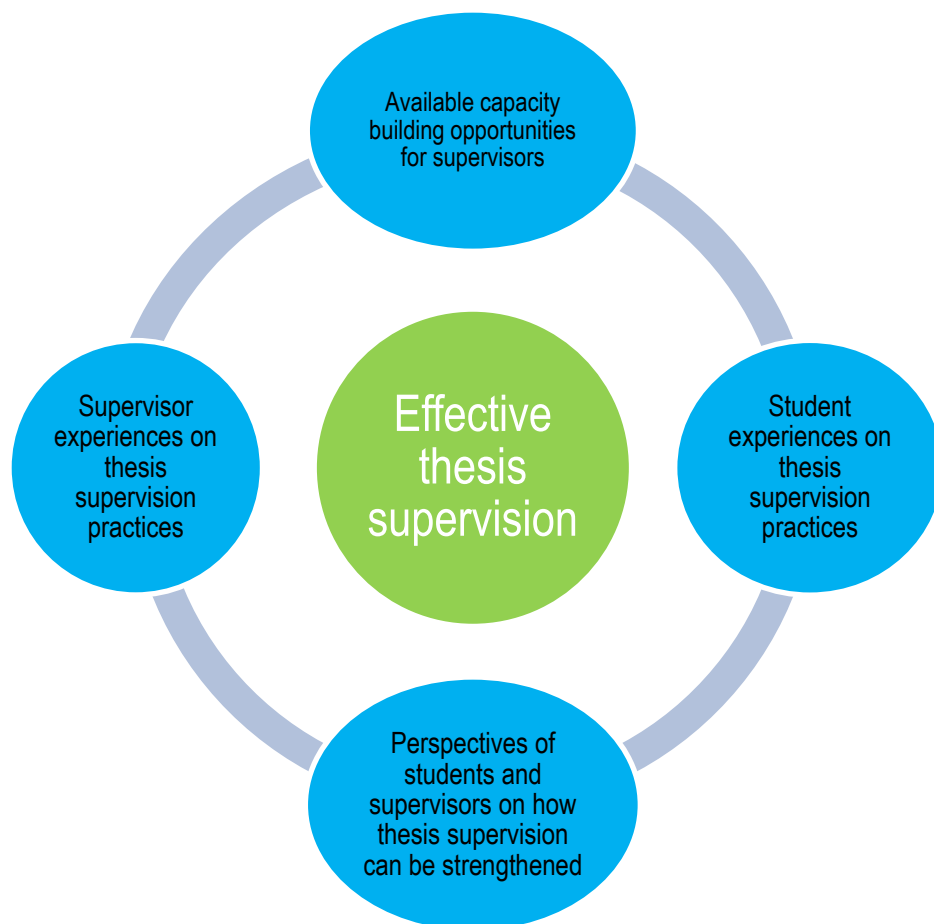 Available capacity
building opportunities
for supervisors
Supervisor
experiences on
thesis
supervision
practices
Effective
thesis
supervision
Student
experiences on
thesis
supervision
practices
Perspectives of
students and
supervisors on how
thesis supervision
can be strengthened